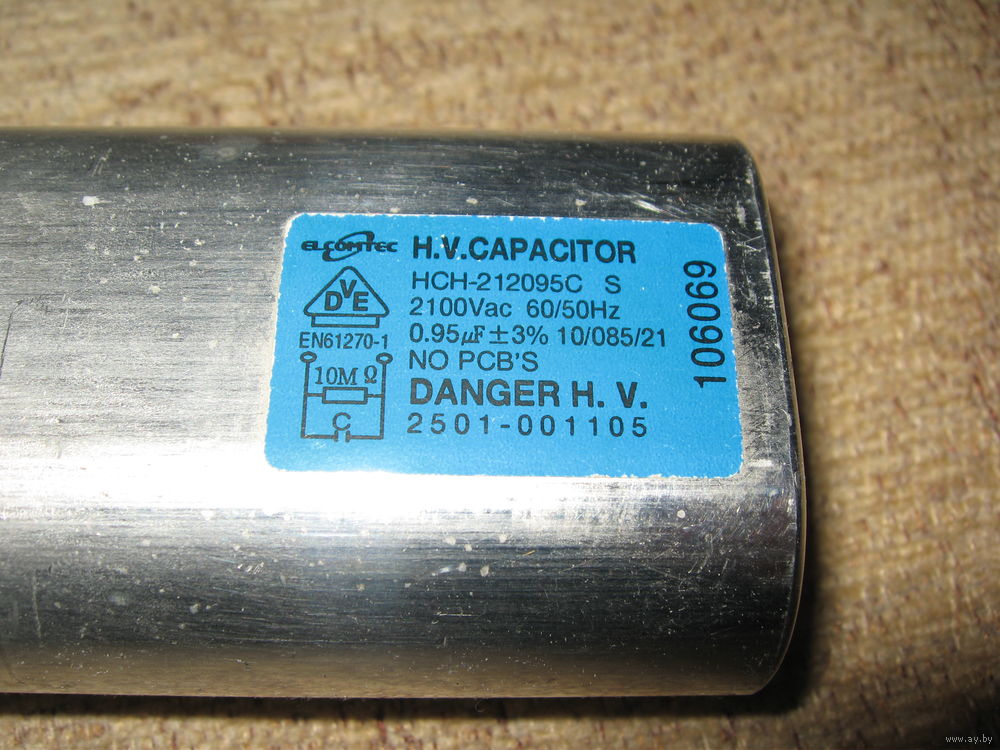 ELCOMTEC
H.V.CAPACITOR
HCH-212095C S
DVE
2100Vac 60/50Hz
EN61270-1
0.95µF±3% 10/085/21
NO PCB'S
10M Ω
DANGER H. V.
C
2501-001105
106069
www.ay.by